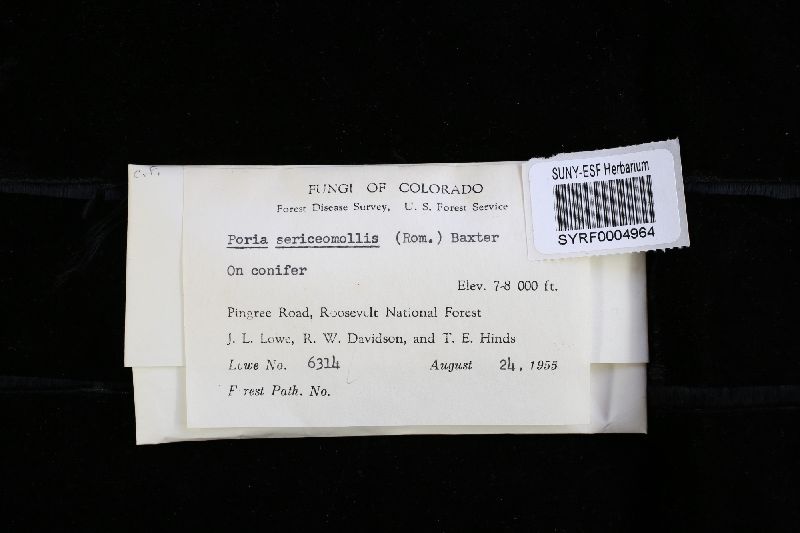 c.f.
FUNGI OF COLORADO
Forest Disease Survey, U. S. Forest Service
Poria sericeomollis (Rom.) Baxter
On conifer
Elev. 7-8 000 ft.
Pingree Road, Roosevelt National Forest
J. L. Lowe, R. W. Davidson, and T. E. Hinds
Lowe No. 6314 August 24, 1955
F rest Path. No.
SUNY-ESF Herbarium
SYRF0004964